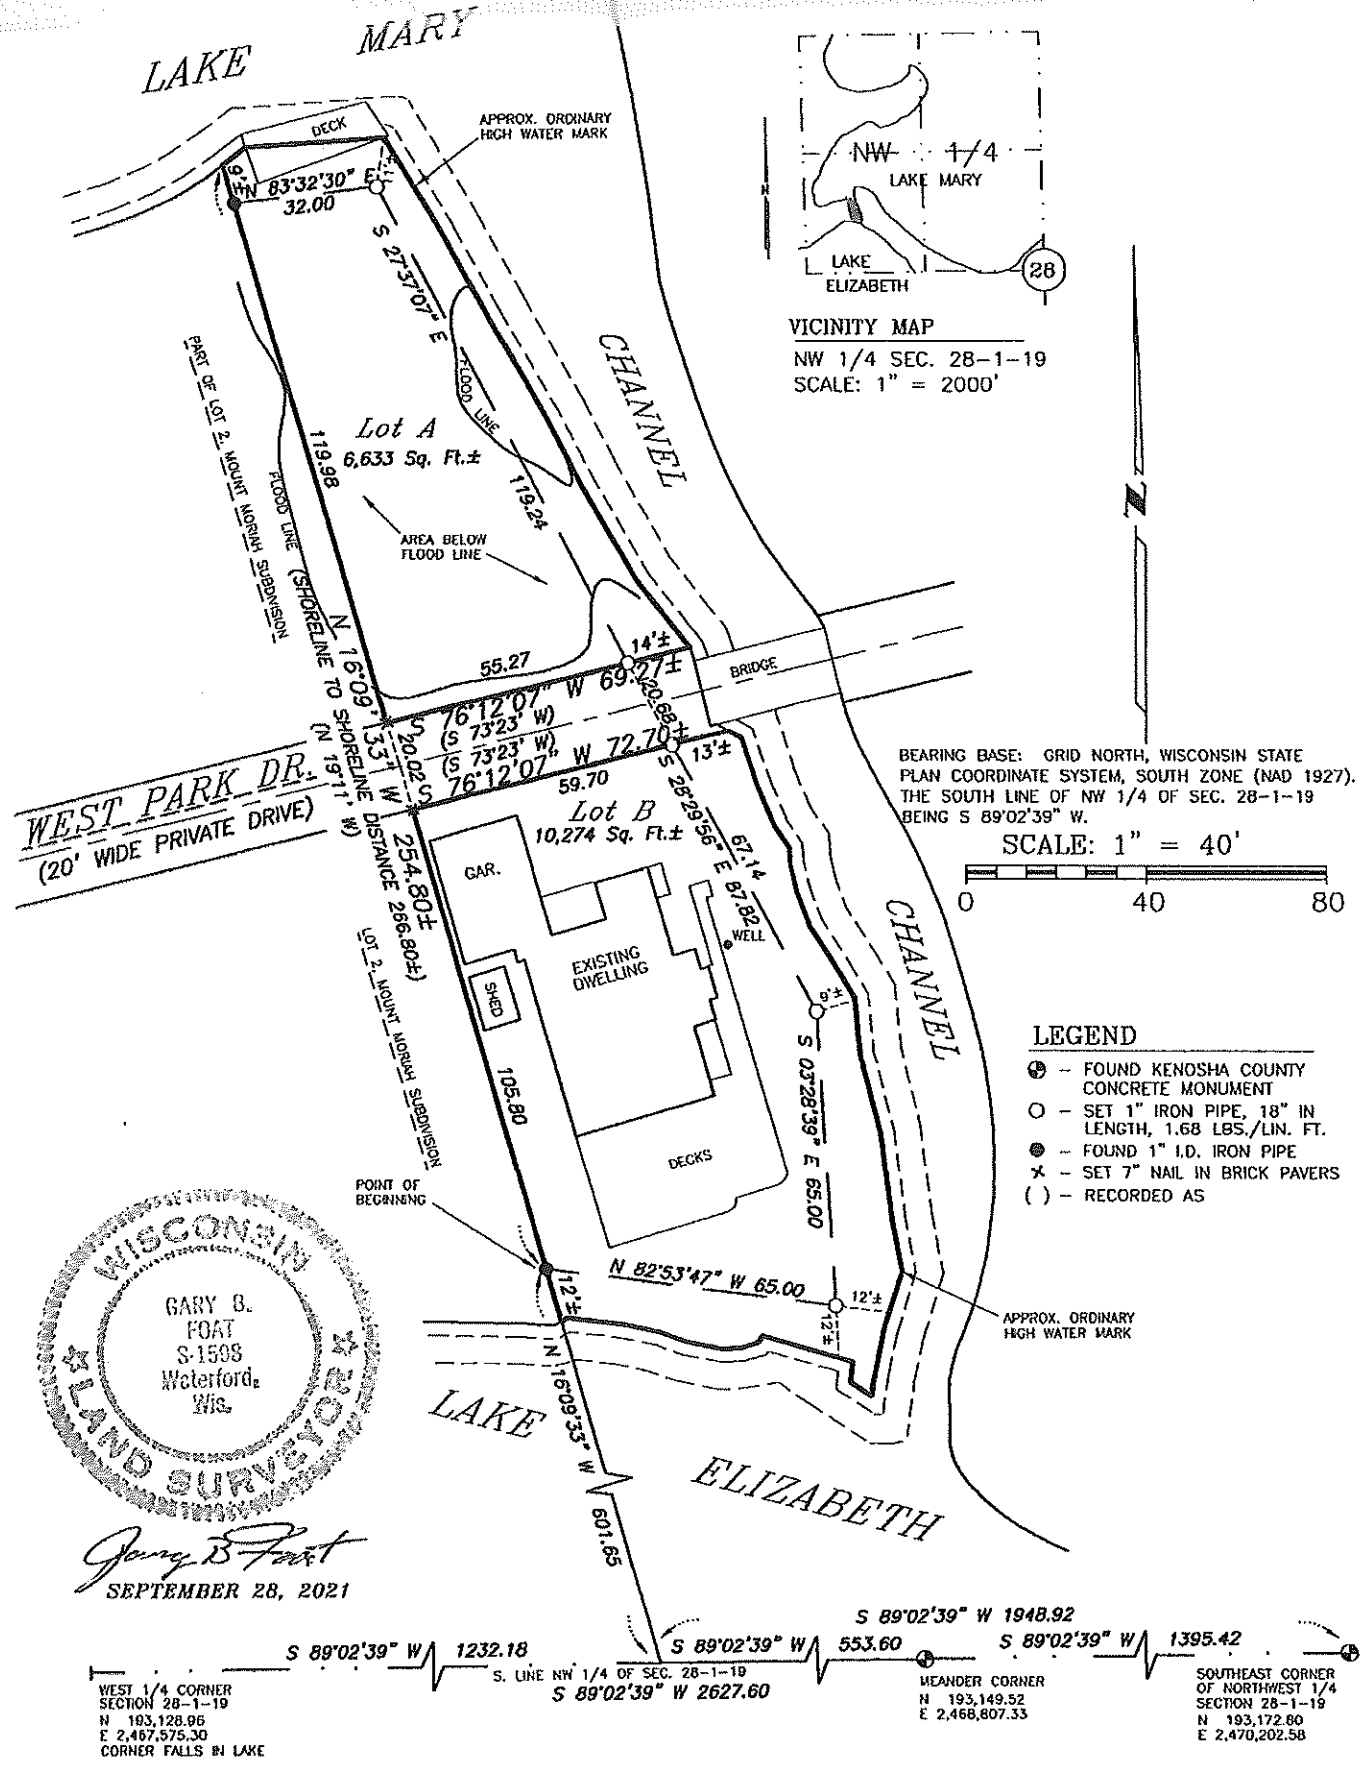 LAKE MARY
DECK
APPROX. ORDINARY
HIGH WATER MARK
9'±
N 83°32'30" E
32.00
S 27°37'07" E
119.24
CHANNEL
FLOOD LINE
Lot A
6,633 Sq. Ft.±
119.98
PART OF LOT 2, MOUNT MORIAH SUBDIVISION
FLOOD LINE
AREA BELOW
FLOOD LINE
N 16°09'33" W 254.80±
(SHORELINE TO SHORELINE DISTANCE 266.80±)
(N 19°11' W)
55.27
14'±
S 76°12'07" W 69.27±
(S 73°23' W)
(S 73°23' W)
S 76°12'07" W 72.70±
59.70
13'±
20.68
20.02
BRIDGE
WEST PARK DR.
(20' WIDE PRIVATE DRIVE)
Lot B
10,274 Sq. Ft.±
S 28°29'56" E 87.82
67.14
GAR.
EXISTING
DWELLING
WELL
SHED
9'±
CHANNEL
LOT 2, MOUNT MORIAH SUBDIVISION
105.80
S 03°28'39" E 65.00
DECKS
POINT OF
BEGINNING
N 82°53'47" W 65.00
12'±
12'±
12'±
APPROX. ORDINARY
HIGH WATER MARK
N 16°09'33" W 601.65
LAKE ELIZABETH
NW 1/4
LAKE MARY
LAKE
ELIZABETH
28
VICINITY MAP
NW 1/4 SEC. 28-1-19
SCALE: 1" = 2000'
N
BEARING BASE: GRID NORTH, WISCONSIN STATE
PLAN COORDINATE SYSTEM, SOUTH ZONE (NAD 1927).
THE SOUTH LINE OF NW 1/4 OF SEC. 28-1-19
BEING S 89°02'39" W.
SCALE: 1" = 40'
0 40 80
LEGEND
- FOUND KENOSHA COUNTY
CONCRETE MONUMENT
- SET 1" IRON PIPE, 18" IN
LENGTH, 1.68 LBS./LIN. FT.
- FOUND 1" I.D. IRON PIPE
- SET 7" NAIL IN BRICK PAVERS
( ) - RECORDED AS
WISCONSIN
GARY B.
FOAT
S-1598
Waterford,
Wis.
LAND SURVEYOR
Gary B Foat
SEPTEMBER 28, 2021
S 89°02'39" W 1948.92
S 89°02'39" W 1232.18
S 89°02'39" W 553.60
S 89°02'39" W 1395.42
S. LINE NW 1/4 OF SEC. 28-1-19
S 89°02'39" W 2627.60
WEST 1/4 CORNER
SECTION 28-1-19
N 193,128.96
E 2,467,575.30
CORNER FALLS IN LAKE
MEANDER CORNER
N 193,149.52
E 2,468,807.33
SOUTHEAST CORNER
OF NORTHWEST 1/4
SECTION 28-1-19
N 193,172.80
E 2,470,202.58